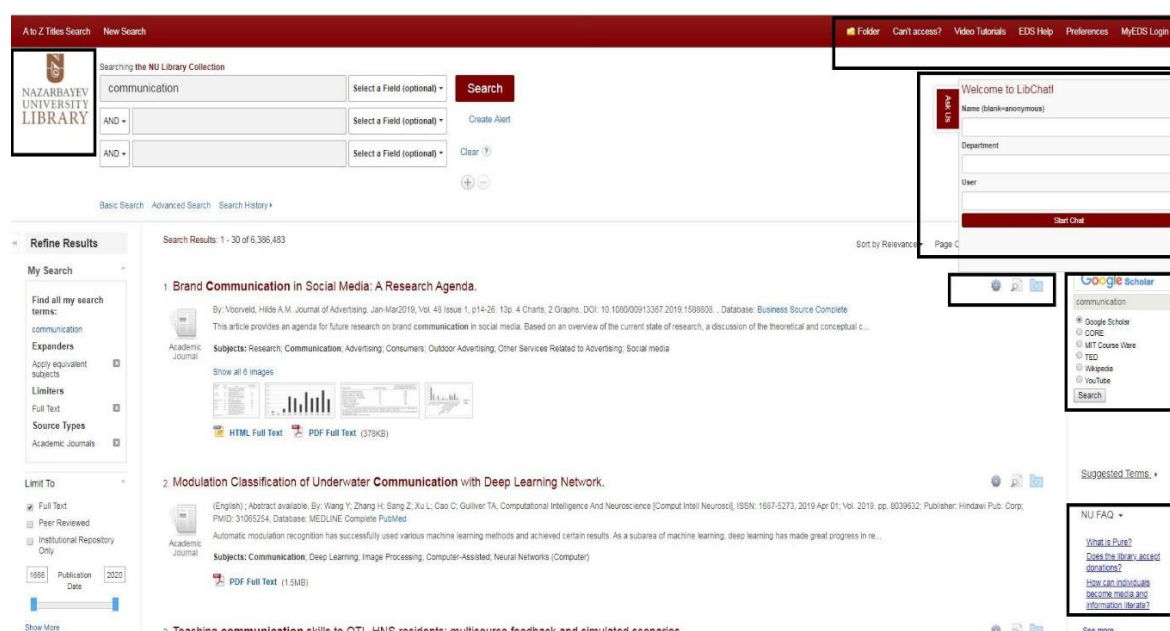 A to Z Titles Search New Search
Folder Can't access? Video Tutorials EDS Help Preferences MyEDS Login
NAZARBAYEV
UNIVERSITY
LIBRARY
Searching the NU Library Collection
communication Select a Field (optional) Search
AND Select a Field (optional) Create Alert
AND Select a Field (optional) Clear ?
Basic Search Advanced Search Search History
Ask Us
Welcome to LibChat!
Name (blank=anonymous)
Department
User
Start Chat
Refine Results
Search Results: 1 - 30 of 6,386,483
Sort by Relevance Page
My Search
Find all my search
terms:
communication
Expanders
Apply equivalent
subjects
Limiters
Full Text
Source Types
Academic Journals
Limit To
Full Text
Peer Reviewed
Institutional Repository
Only
1666 Publication 2020
Date
Show More
1. Brand Communication in Social Media: A Research Agenda.
By: Voorveld, Hilde A.M. Journal of Advertising. Jan-Mar2019, Vol. 48 Issue 1, p14-26. 13p. 4 Charts, 2 Graphs. DOI: 10.1080/00913367.2019.1588808. , Database: Business Source Complete
This article provides an agenda for future research on brand communication in social media. Based on an overview of the current state of research, a discussion of the theoretical and conceptual c...
Academic
Journal
Subjects: Research; Communication; Advertising; Consumers; Outdoor Advertising; Other Services Related to Advertising; Social media
Show all 6 images
HTML Full Text PDF Full Text (378KB)
2. Modulation Classification of Underwater Communication with Deep Learning Network.
(English) ; Abstract available. By: Wang Y; Zhang H; Sang Z; Xu L; Cao C; Gulliver TA, Computational Intelligence And Neuroscience [Comput Intell Neurosci], ISSN: 1687-5273, 2019 Apr 01; Vol. 2019, pp. 8039632; Publisher: Hindawi Pub. Corp;
PMID: 31065254, Database: MEDLINE Complete PubMed
Automatic modulation recognition has successfully used various machine learning methods and achieved certain results. As a subarea of machine learning, deep learning has made great progress in re...
Academic
Journal
Subjects: Communication; Deep Learning; Image Processing, Computer-Assisted; Neural Networks (Computer)
PDF Full Text (1.5MB)
3. Teaching communication skills to OTL-HNS residents: multisource feedback and simulated scenarios.
Google Scholar
communication
Google Scholar
CORE
MIT Course Ware
TED
Wikipedia
YouTube
Search
Suggested Terms
NU FAQ
What is Pure?
Does the library accept
donations?
How can individuals
become media and
information literate?
See more